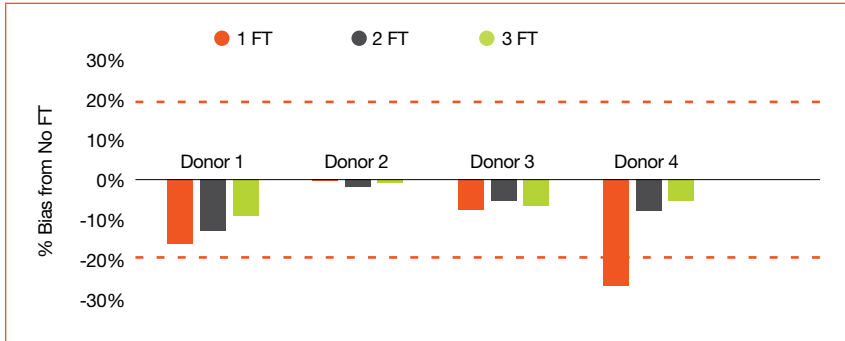 1 FT 2 FT 3 FT
30%
20%
10%
Donor 1 Donor 2 Donor 3 Donor 4
0%
-10%
-20%
-30%
% Bias from No FT